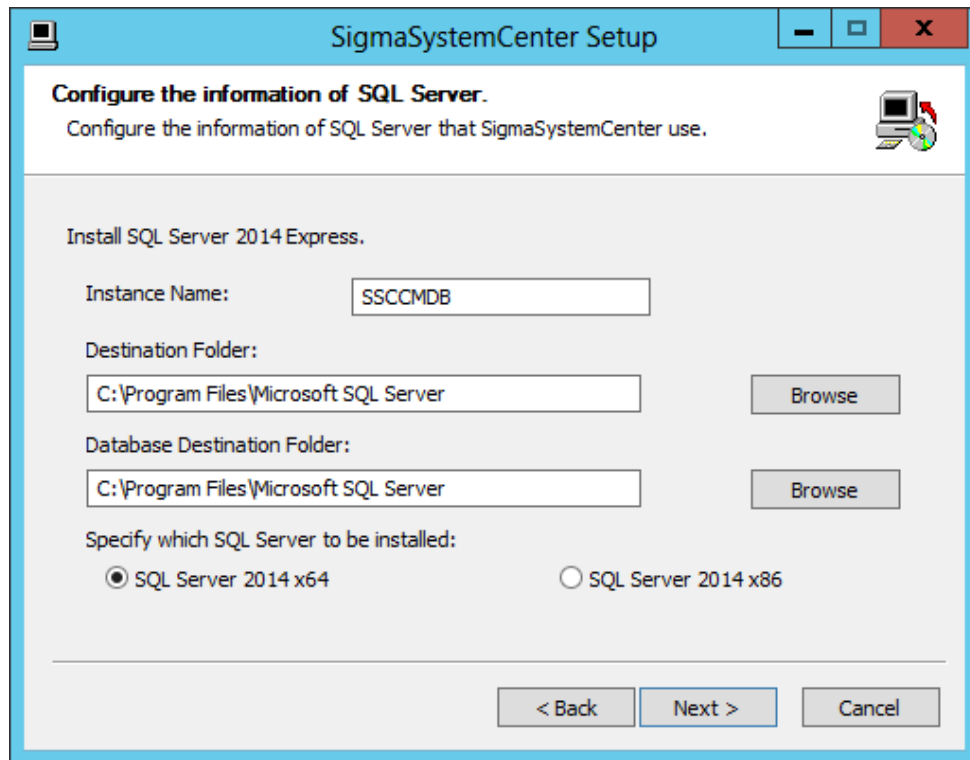 SigmaSystemCenter Setup
Configure the information of SQL Server.
Configure the information of SQL Server that SigmaSystemCenter use.
Install SQL Server 2014 Express.
Instance Name: SSCCMDB
Destination Folder:
C:\Program Files\Microsoft SQL Server Browse
Database Destination Folder:
C:\Program Files\Microsoft SQL Server Browse
Specify which SQL Server to be installed:
SQL Server 2014 x64 SQL Server 2014 x86
< Back Next > Cancel